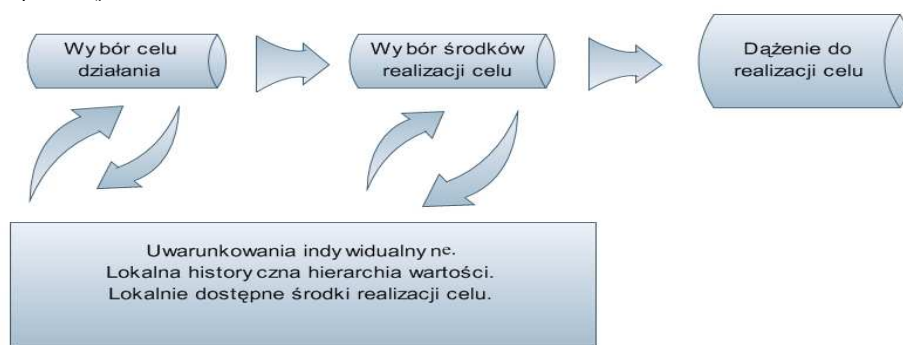 Wybór celu
działania
Wybór środków
realizacji celu
Dążenie do
realizacji celu
Uwarunkowania indywidualnyne.
Lokalna historyczna hierarchia wartości.
Lokalnie dostępne środki realizacji celu.